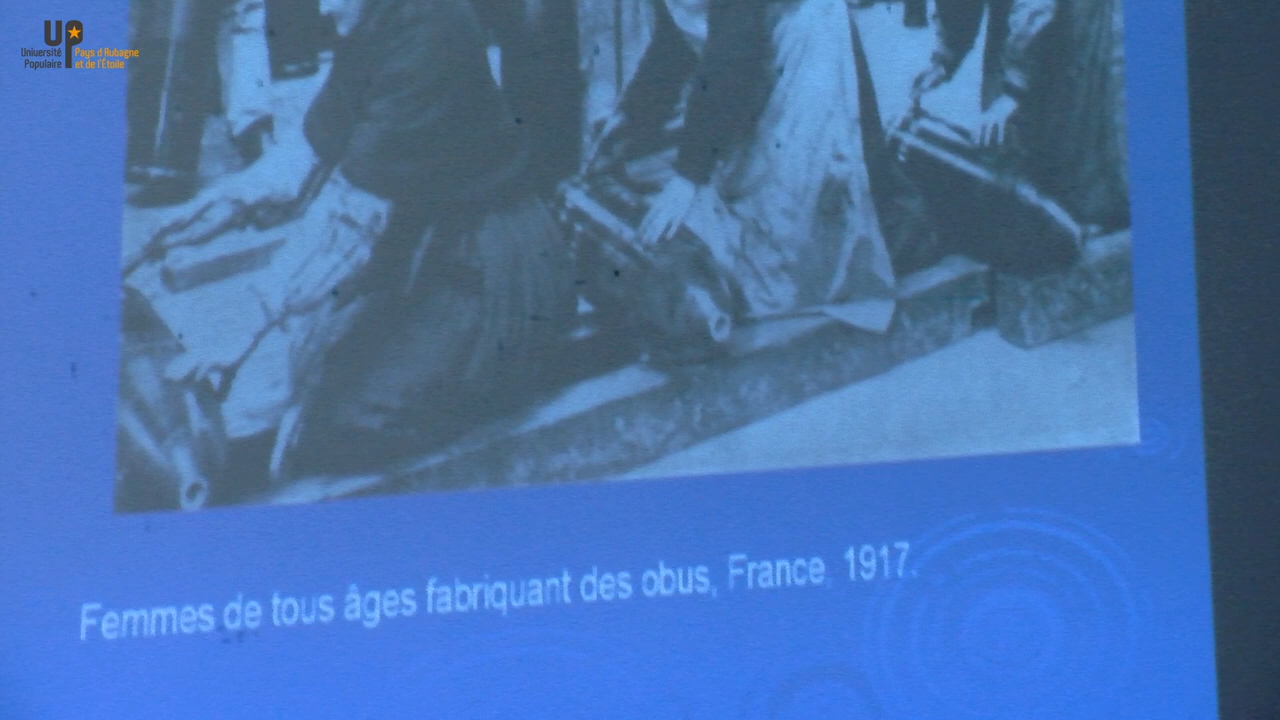 UP
Université Pays d'Aubagne
Populaire et de l'Étoile
Femmes de tous âges fabriquant des obus, France, 1917.